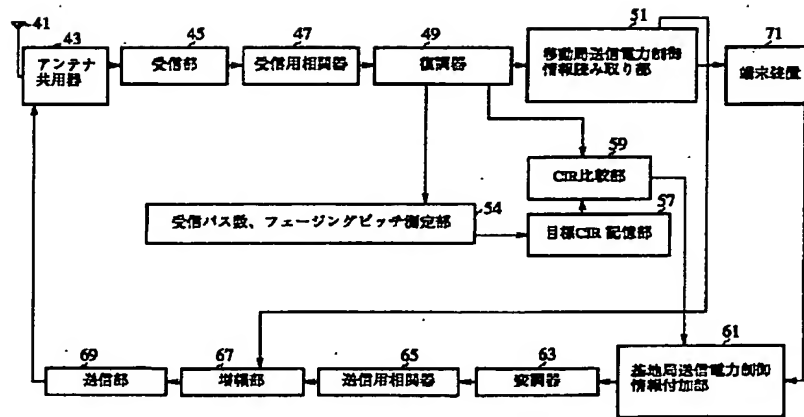 41
43
アンテナ
共用器
45
受信部
47
受信用相関器
49
復調器
51
移動局送信電力制御
情報読み取り部
71
端末装置
59
CIR比較部
54
受信パス数、フェージングピッチ測定部
57
目標CIR 記憶部
69
送信部
67
増幅部
65
送信用相関器
63
変調器
61
基地局送信電力制御
情報付加部